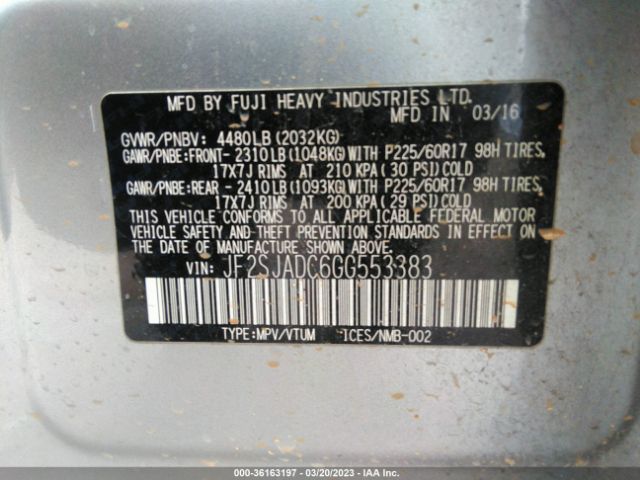 MFD BY FUJI HEAVY INDUSTRIES LTD.
MFD IN 03/16
GVWR/PNBV: 4480LB(2032KG)
GAWR/PNBE:FRONT- 2310LB(1048KG)WITH P225/60R17 98H TIRES,
17X7J RIMS AT 210 KPA( 30 PSI)COLD
GAWR/PNBE:REAR - 2410LB(1093KG)WITH P225/60R17 98H TIRES,
17X7J RIMS AT 200 KPA( 29 PSI)COLD
THIS VEHICLE CONFORMS TO ALL APPLICABLE FEDERAL MOTOR
VEHICLE SAFETY AND THEFT PREVENTION STANDARDS IN EFFECT ON
THE DATE OF MANUFACTURE SHOWN ABOVE.
VIN: JF2SJADC6GG553383
TYPE:MPV/VTUM ICES/NMB-002
000-36163197 - 03/20/2023 - IAA Inc.